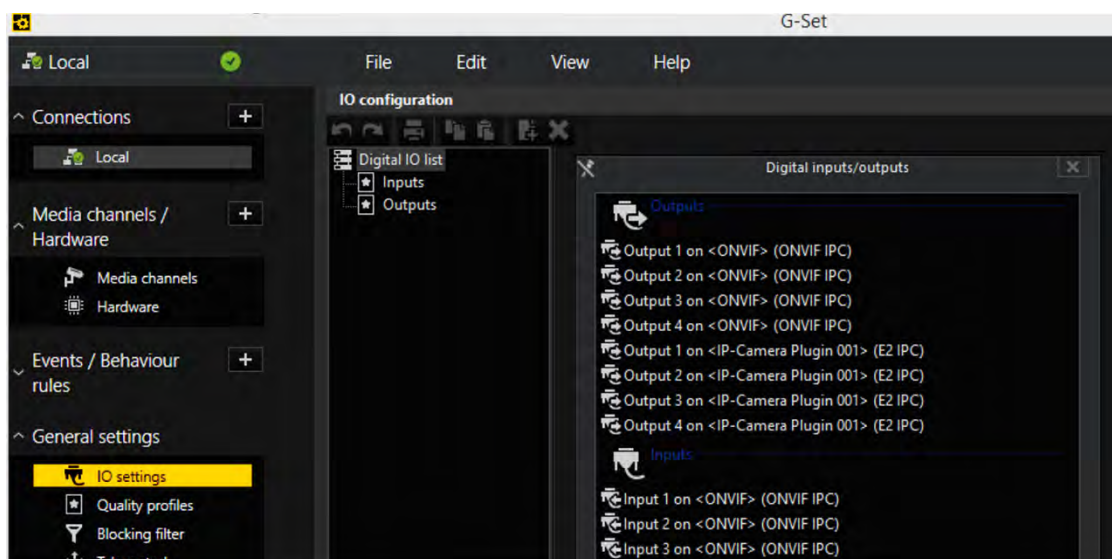 G-Set
Local
File Edit View Help
Connections
+
Local
Media channels /
Hardware
+
Media channels
Hardware
Events / Behaviour
rules
+
General settings
IO settings
Quality profiles
Blocking filter
IO configuration
Digital IO list
Inputs
Outputs
Digital inputs/outputs
Outputs
Output 1 on <ONVIF> (ONVIF IPC)
Output 2 on <ONVIF> (ONVIF IPC)
Output 3 on <ONVIF> (ONVIF IPC)
Output 4 on <ONVIF> (ONVIF IPC)
Output 1 on <IP-Camera Plugin 001> (E2 IPC)
Output 2 on <IP-Camera Plugin 001> (E2 IPC)
Output 3 on <IP-Camera Plugin 001> (E2 IPC)
Output 4 on <IP-Camera Plugin 001> (E2 IPC)
Inputs
Input 1 on <ONVIF> (ONVIF IPC)
Input 2 on <ONVIF> (ONVIF IPC)
Input 3 on <ONVIF> (ONVIF IPC)